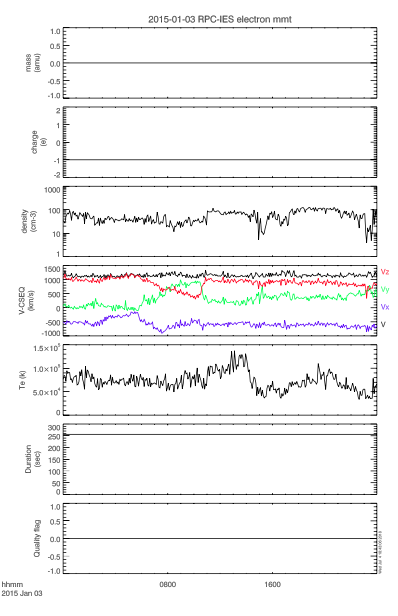 2015-01-03 RPC-IES electron mmt
mass
(amu)
1.0
0.5
0.0
-0.5
-1.0
charge
(e)
2
1
0
-1
-2
density
(cm-3)
1000
100
10
1
V-CSEQ
(km/s)
1500
1000
500
0
-500
-1000
Vz
Vy
Vx
V
Te (k)
1.5×10⁵
1.0×10⁵
5.0×10⁴
0
Duration
(sec)
300
250
200
150
100
50
0
Quality flag
1.0
0.5
0.0
-0.5
-1.0
hhmm
2015 Jan 03
0800
1600